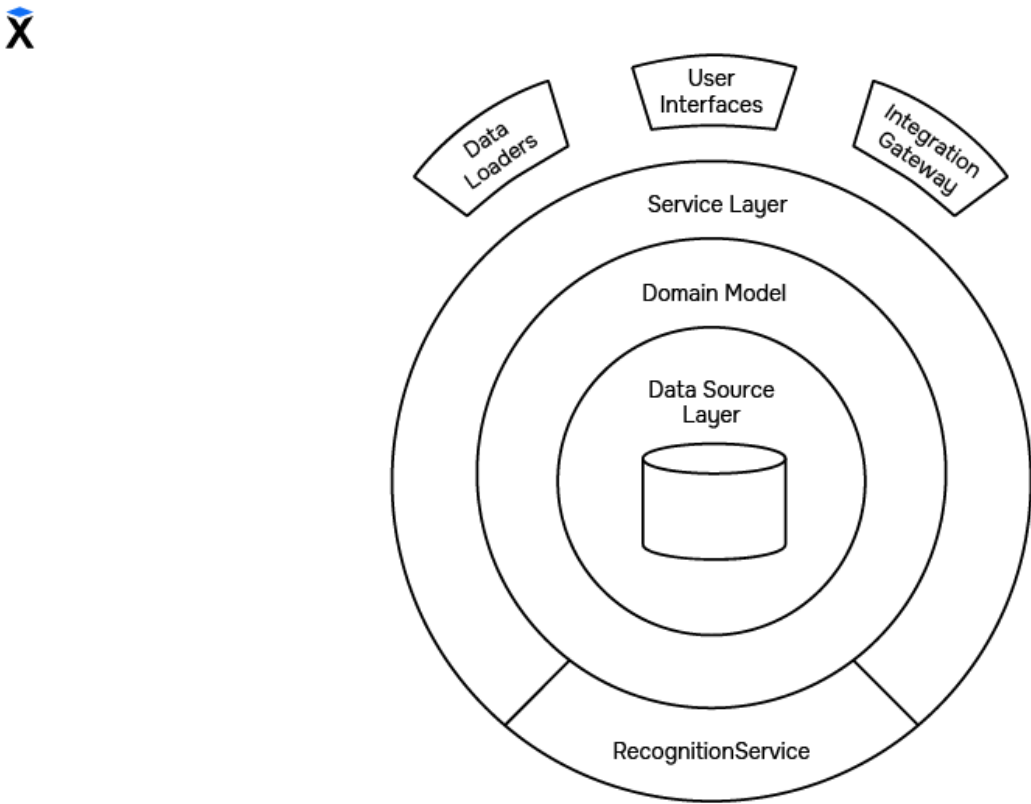 Data
Loaders
User
Interfaces
Integration
Gateway
Service Layer
Domain Model
Data Source
Layer
RecognitionService